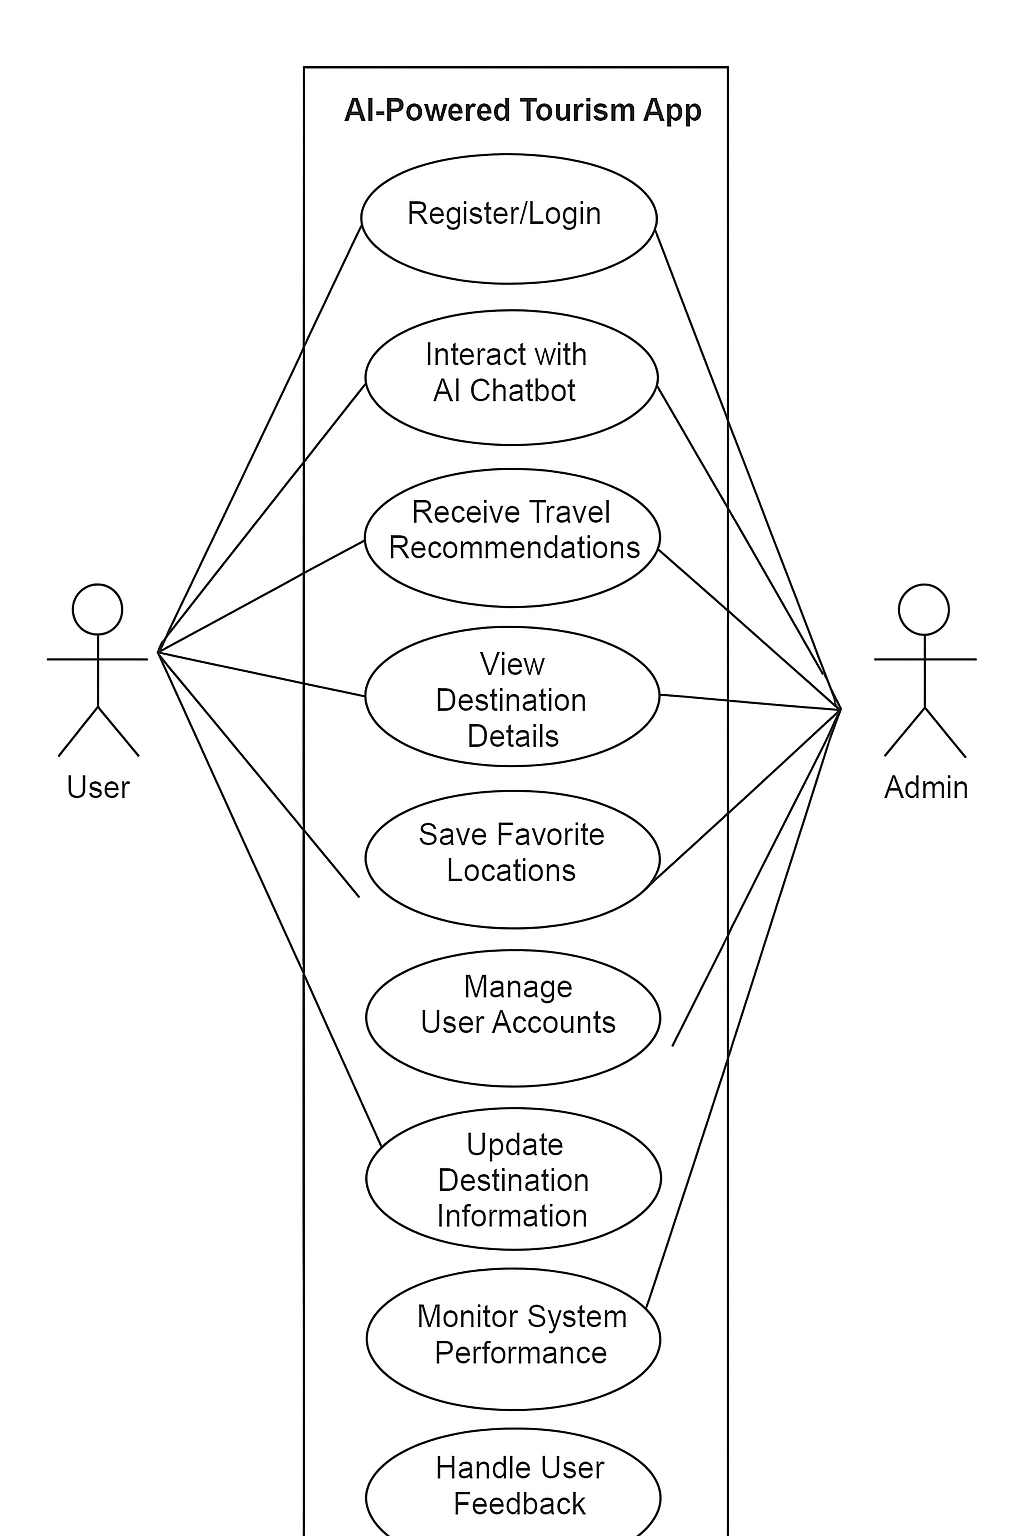 AI-Powered Tourism App
Register/Login
Interact with
AI Chatbot
Receive Travel
Recommendations
View
Destination
Details
User
Admin
Save Favorite
Locations
Manage
User Accounts
Update
Destination
Information
Monitor System
Performance
Handle User
Feedback